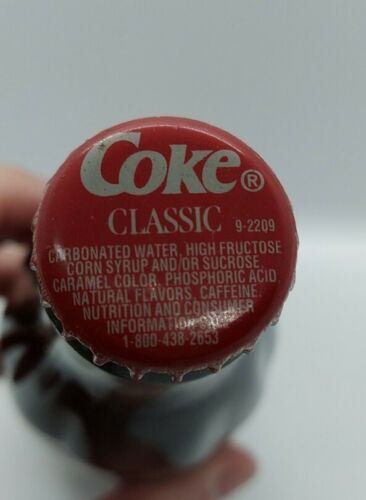 Coke®
CLASSIC 9-2209
CARBONATED WATER, HIGH FRUCTOSE
CORN SYRUP AND/OR SUCROSE,
CARAMEL COLOR, PHOSPHORIC ACID
NATURAL FLAVORS, CAFFEINE.
NUTRITION AND CONSUMER
INFORMATION
1-800-438-2653